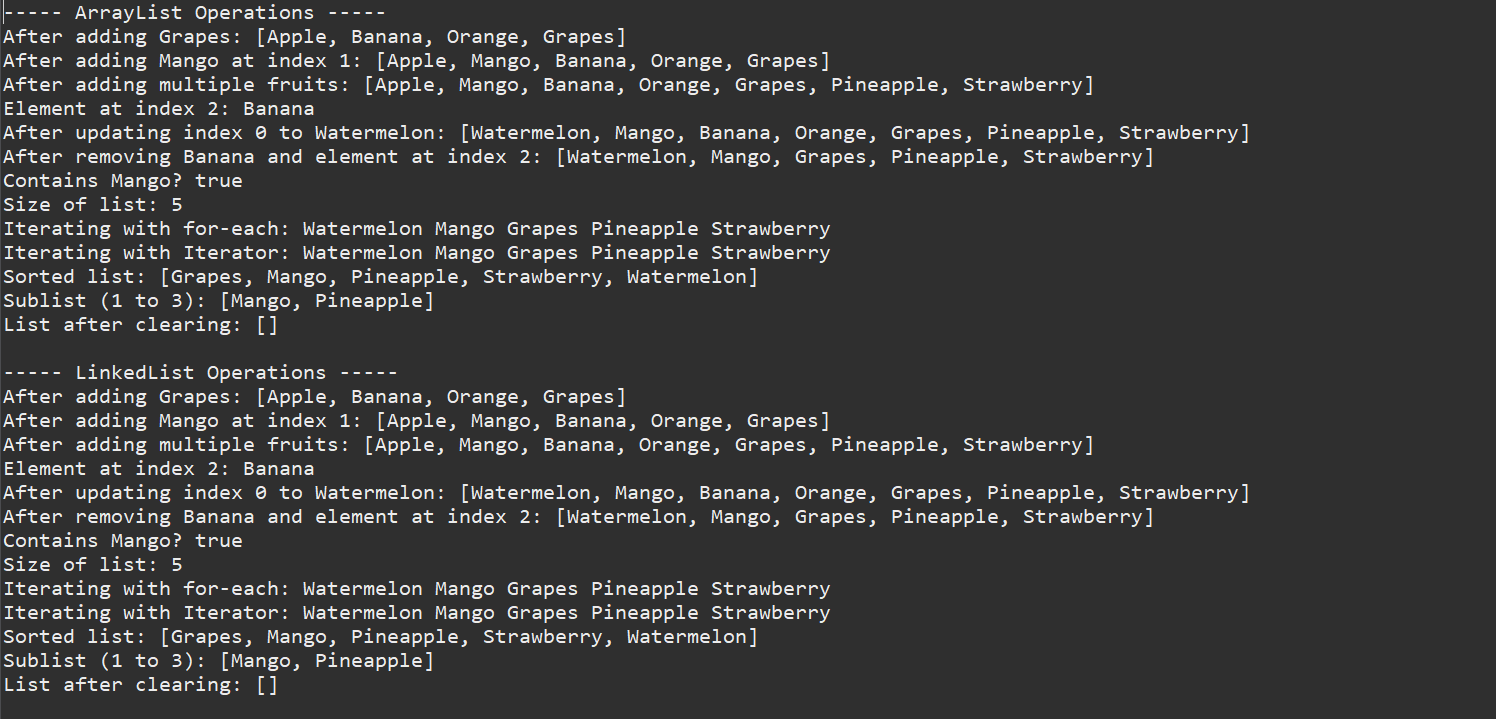 ----- ArrayList Operations -----
After adding Grapes: [Apple, Banana, Orange, Grapes]
After adding Mango at index 1: [Apple, Mango, Banana, Orange, Grapes]
After adding multiple fruits: [Apple, Mango, Banana, Orange, Grapes, Pineapple, Strawberry]
Element at index 2: Banana
After updating index 0 to Watermelon: [Watermelon, Mango, Banana, Orange, Grapes, Pineapple, Strawberry]
After removing Banana and element at index 2: [Watermelon, Mango, Grapes, Pineapple, Strawberry]
Contains Mango? true
Size of list: 5
Iterating with for-each: Watermelon Mango Grapes Pineapple Strawberry
Iterating with Iterator: Watermelon Mango Grapes Pineapple Strawberry
Sorted list: [Grapes, Mango, Pineapple, Strawberry, Watermelon]
Sublist (1 to 3): [Mango, Pineapple]
List after clearing: []

----- LinkedList Operations -----
After adding Grapes: [Apple, Banana, Orange, Grapes]
After adding Mango at index 1: [Apple, Mango, Banana, Orange, Grapes]
After adding multiple fruits: [Apple, Mango, Banana, Orange, Grapes, Pineapple, Strawberry]
Element at index 2: Banana
After updating index 0 to Watermelon: [Watermelon, Mango, Banana, Orange, Grapes, Pineapple, Strawberry]
After removing Banana and element at index 2: [Watermelon, Mango, Grapes, Pineapple, Strawberry]
Contains Mango? true
Size of list: 5
Iterating with for-each: Watermelon Mango Grapes Pineapple Strawberry
Iterating with Iterator: Watermelon Mango Grapes Pineapple Strawberry
Sorted list: [Grapes, Mango, Pineapple, Strawberry, Watermelon]
Sublist (1 to 3): [Mango, Pineapple]
List after clearing: []